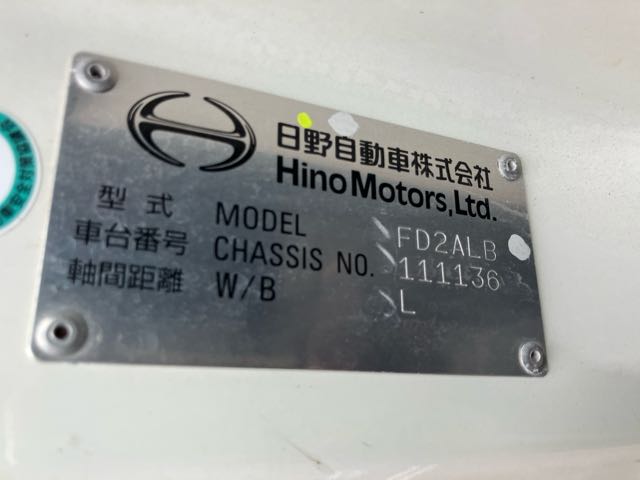 日野自動車株式会社
Hino Motors, Ltd.
型式 MODEL FD2ALB
車台番号 CHASSIS NO. 111136
軸間距離 W/B L